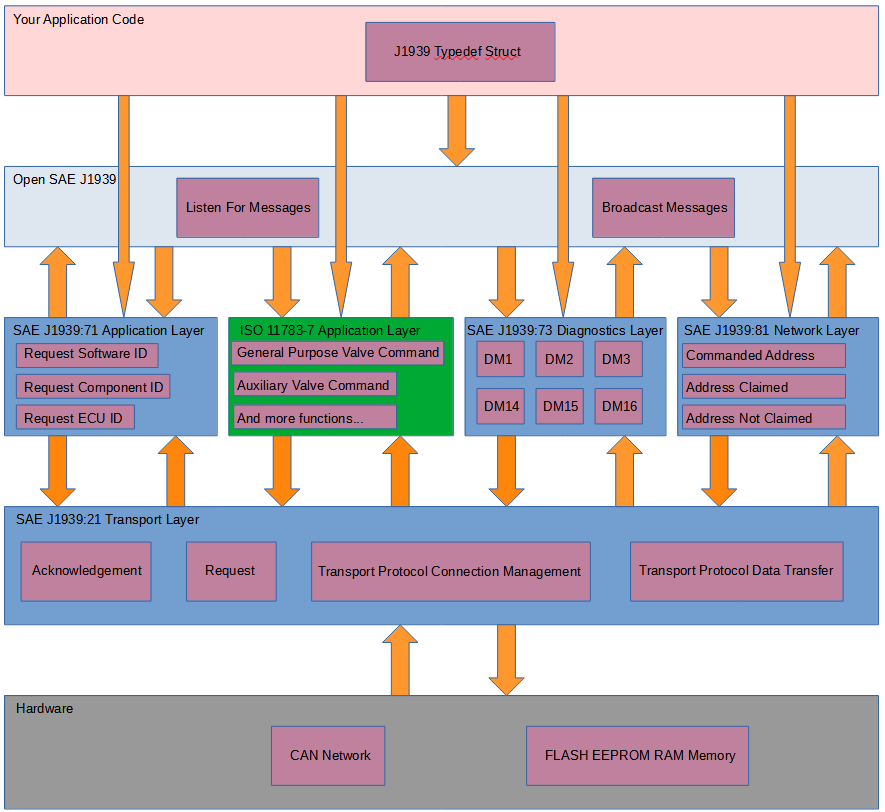 Your Application Code
J1939 Typedef Struct
Open SAE J1939
Listen For Messages
Broadcast Messages
SAE J1939:71 Application Layer
Request Software ID
Request Component ID
Request ECU ID
ISO 11783-7 Application Layer
General Purpose Valve Command
Auxiliary Valve Command
And more functions...
SAE J1939:73 Diagnostics Layer
DM1
DM2
DM3
DM14
DM15
DM16
SAE J1939:81 Network Layer
Commanded Address
Address Claimed
Address Not Claimed
SAE J1939:21 Transport Layer
Acknowledgement
Request
Transport Protocol Connection Management
Transport Protocol Data Transfer
Hardware
CAN Network
FLASH EEPROM RAM Memory